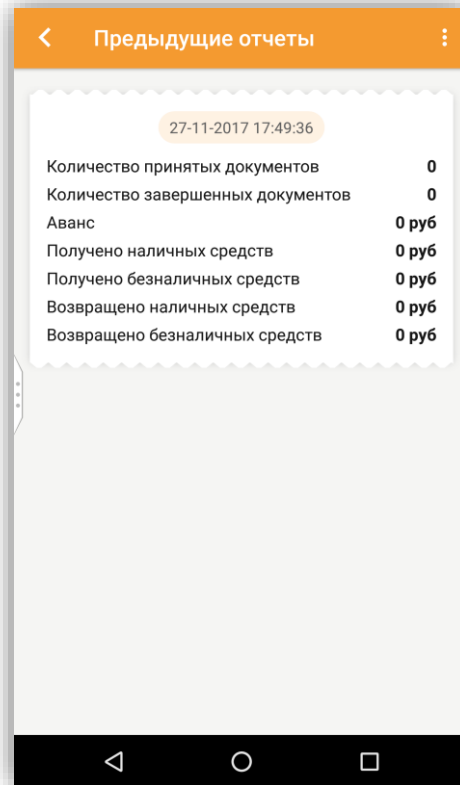 Предыдущие отчеты
27-11-2017 17:49:36
Количество принятых документов 0
Количество завершенных документов 0
Аванс 0 руб
Получено наличных средств 0 руб
Получено безналичных средств 0 руб
Возвращено наличных средств 0 руб
Возвращено безналичных средств 0 руб